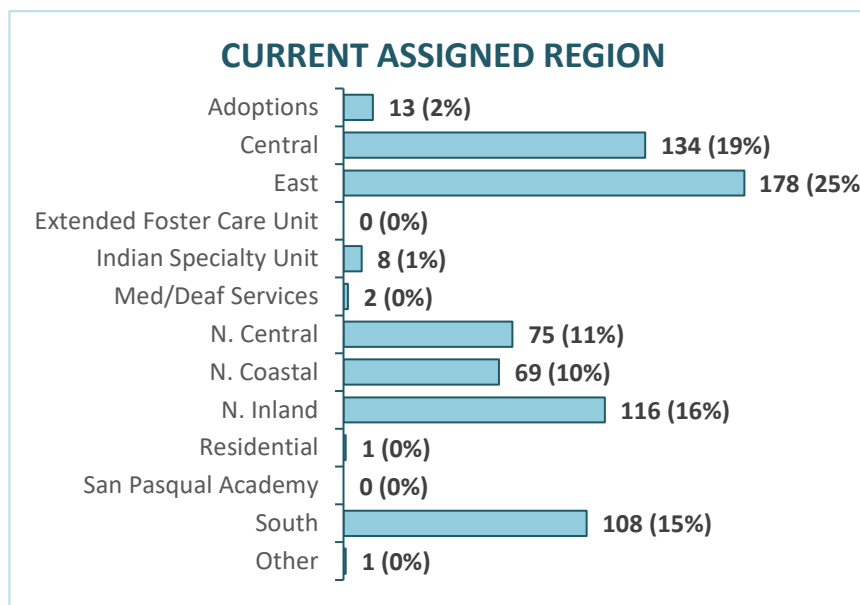 CURRENT ASSIGNED REGION
Adoptions 13 (2%)
Central 134 (19%)
East 178 (25%
Extended Foster Care Unit 0 (0%)
Indian Specialty Unit 8 (1%)
Med/Deaf Services 2 (0%)
N. Central 75 (11%)
N. Coastal 69 (10%)
N. Inland 116 (16%)
Residential 1 (0%)
San Pasqual Academy 0 (0%)
South 108 (15%)
Other 1 (0%)